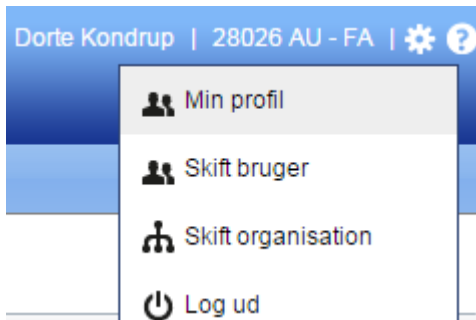 Dorte Kondrup | 28026 AU - FA |
Min profil
Skift bruger
Skift organisation
Log ud